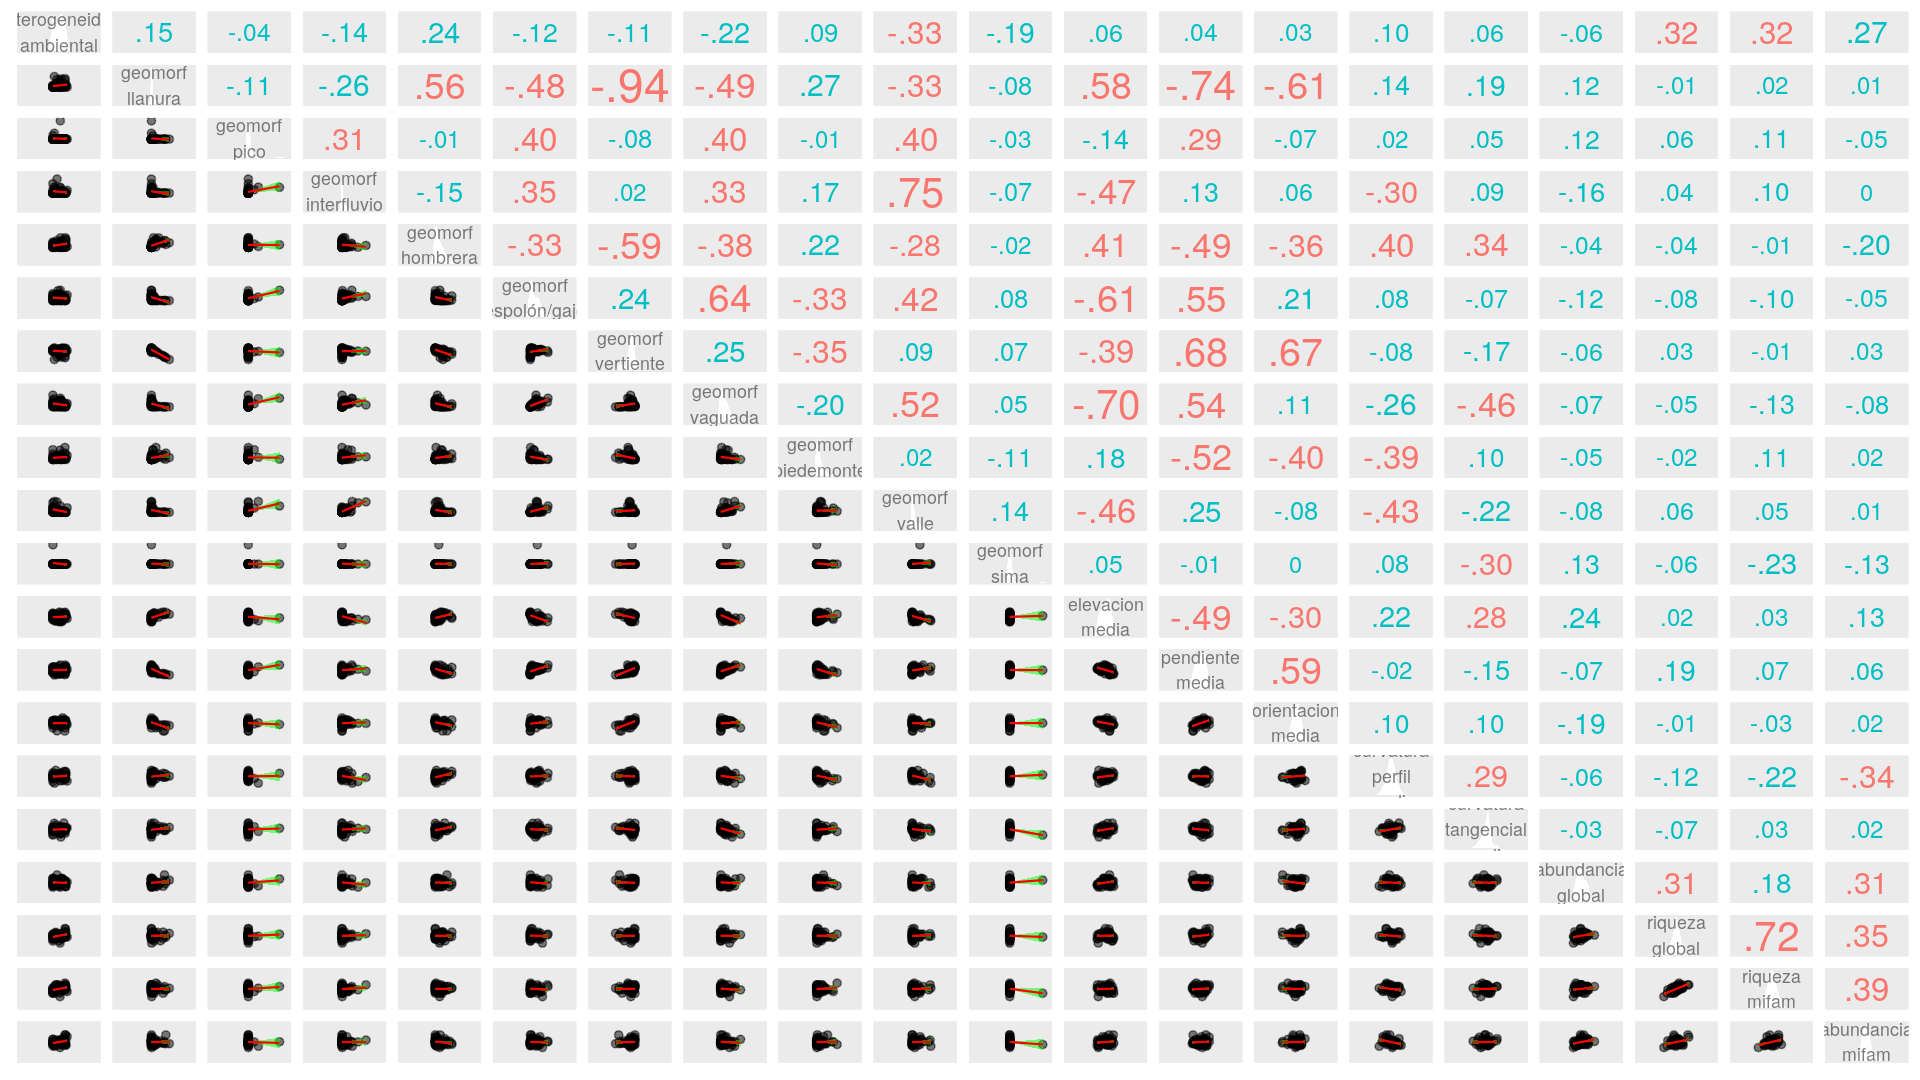 terogeneid .15 -.04 -.14 .24 -.12 -.11 -.22 .09 -.33 -.19 .06 .04 .03 .10 .06 -.06 .32 .32 .27
ambiental
geomorf -.11 -.26 .56 -.48 -.94 -.49 .27 -.33 -.08 .58 -.74 -.61 .14 .19 .12 -.01 .02 .01
llanura
geomorf .31 -.01 .40 -.08 .40 -.01 .40 -.03 -.14 .29 -.07 .02 .05 .12 .06 .11 -.05
pico
geomorf -.15 .35 .02 .33 .17 .75 -.07 -.47 .13 .06 -.30 .09 -.16 .04 .10 0
interfluvio
geomorf -.33 -.59 -.38 .22 -.28 -.02 .41 -.49 -.36 .40 .34 -.04 -.04 -.01 -.20
hombrera
geomorf .24 .64 -.33 .42 .08 -.61 .55 .21 .08 -.07 -.12 -.08 -.10 -.05
espolón/gaj
geomorf .25 -.35 .09 .07 -.39 .68 .67 -.08 -.17 -.06 .03 -.01 .03
vertiente
geomorf -.20 .52 .05 -.70 .54 .11 -.26 -.46 -.07 -.05 -.13 -.08
vaguada
geomorf .02 -.11 .18 -.52 -.40 -.39 .10 -.05 -.02 .11 .02
piedemonte
geomorf .14 -.46 .25 -.08 -.43 -.22 -.08 .06 .05 .01
valle
geomorf .05 -.01 0 .08 -.30 .13 -.06 -.23 -.13
sima
elevacion -.49 -.30 .22 .28 .24 .02 .03 .13
media
pendiente .59 -.02 -.15 -.07 .19 .07 .06
media
orientacion .10 .10 -.19 -.01 -.03 .02
media
curvatura
perfil .29 -.06 -.12 -.22 -.34
curvatura
tangencial -.03 -.07 .03 .02
abundancia .31 .18 .31
global
riqueza .72 .35
global
riqueza .39
mifam
abundancia
mifam